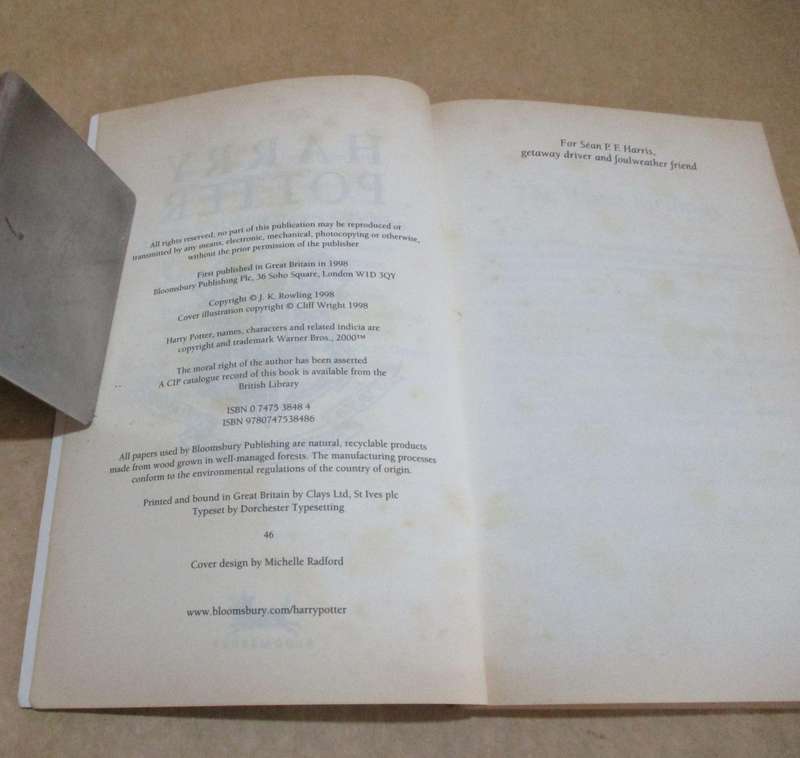 All rights reserved, no part of this publication may be reproduced or
transmitted by any means, electronic, mechanical, photocopying or otherwise,
without the prior permission of the publisher
First published in Great Britain in 1998
Bloomsbury Publishing Plc, 36 Soho Square, London W1D 3QY
Copyright © J. K. Rowling 1998
Cover illustration copyright © Cliff Wright 1998
Harry Potter, names, characters and related indicia are
copyright and trademark Warner Bros., 2000™
The moral right of the author has been asserted
A CIP catalogue record of this book is available from the
British Library
ISBN 0 7475 3848 4
ISBN 9780747538486
All papers used by Bloomsbury Publishing are natural, recyclable products
made from wood grown in well-managed forests. The manufacturing processes
conform to the environmental regulations of the country of origin.
Printed and bound in Great Britain by Clays Ltd, St Ives plc
Typeset by Dorchester Typesetting
46
Cover design by Michelle Radford
www.bloomsbury.com/harrypotter
For Séan P. F. Harris,
getaway driver and foulweather friend